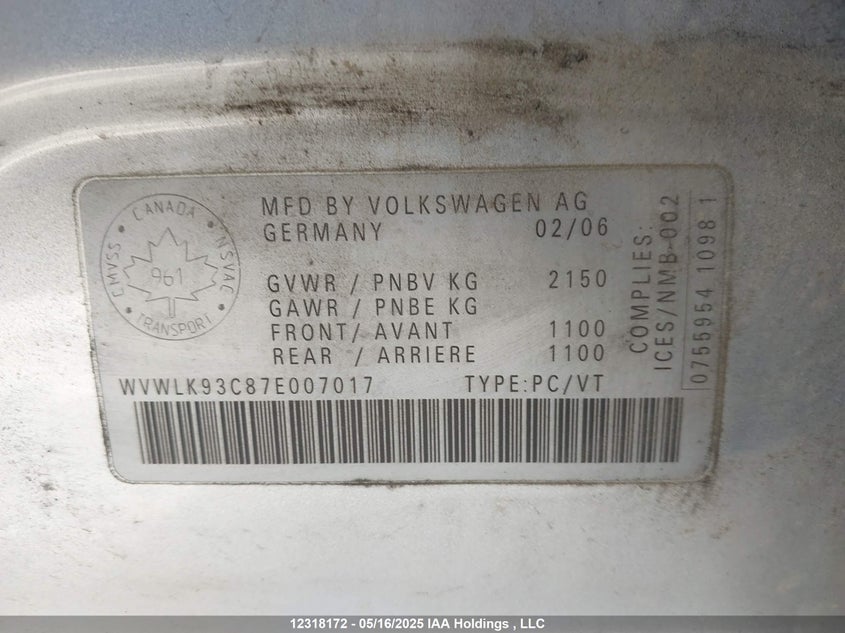 CANADA
CMVSS
NSVAC
961
TRANSPORT
MFD BY VOLKSWAGEN AG
GERMANY 02/06
GVWR / PNBV KG 2150
GAWR / PNBE KG
FRONT/ AVANT 1100
REAR / ARRIERE 1100
WVWLK93C87E007017 TYPE:PC/VT
COMPLIES:
ICES/NMB-002
0755954 1098 1
12318172 - 05/16/2025 IAA Holdings , LLC